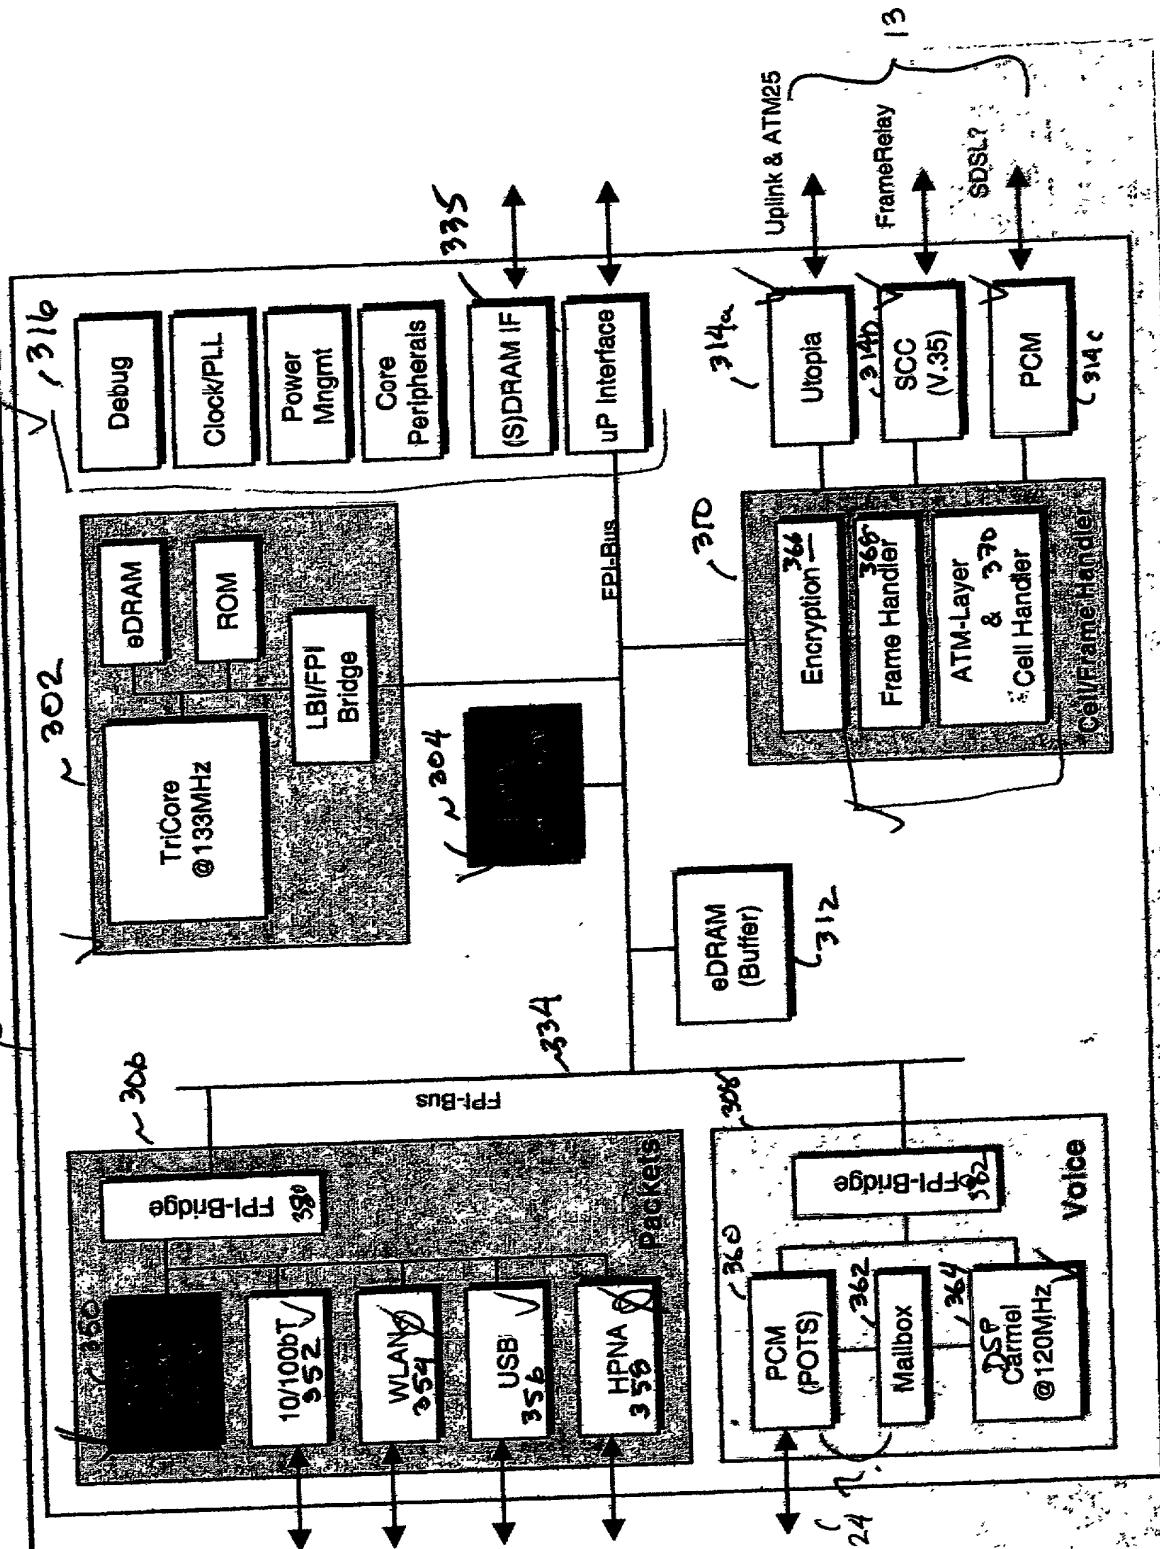 316
Debug
Clock/PLL
Power
Mngmt
Core
Peripherals
335
(S)DRAM IF
uP Interface
302
eDRAM
ROM
TriCore
@133MHz
LBI/FPI
Bridge
304
FPI-Bus
314a
Utopia
Uplink & ATM25
314b
SCC
(V.35)
FrameRelay
PCM
314c
SDSL?
13
310
Encryption
366
Frame Handler
368
ATM-Layer
& 370
Cell Handler
Cell/Frame Handler
eDRAM
(Buffer)
312
334
FPI-Bus
306
FPI-Bridge
380
350
10/100bT
352
WLAN
354
USB
356
HPNA
358
Packets
308
FPI-Bridge
382
360
PCM
(POTS)
362
Mailbox
364
DSP
Carmel
@120MHz
Voice
24